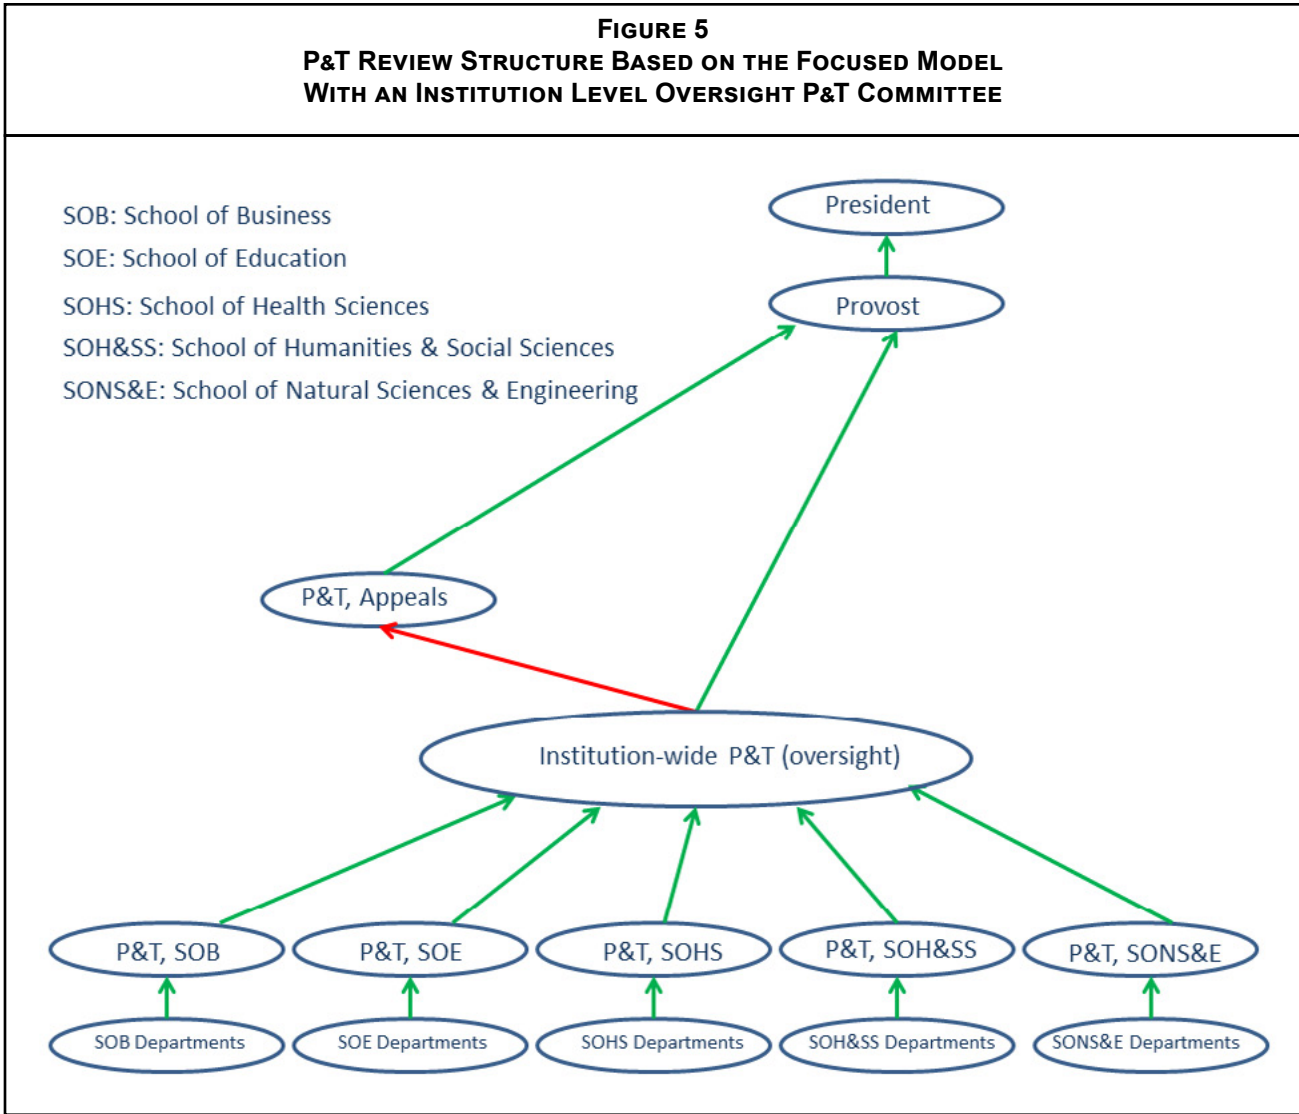 FIGURE 5
P&T REVIEW STRUCTURE BASED ON THE FOCUSED MODEL
WITH AN INSTITUTION LEVEL OVERSIGHT P&T COMMITTEE
SOB: School of Business
SOE: School of Education
SOHS: School of Health Sciences
SOH&SS: School of Humanities & Social Sciences
SONS&E: School of Natural Sciences & Engineering
President
Provost
P&T, Appeals
Institution-wide P&T (oversight)
P&T, SOB
P&T, SOE
P&T, SOHS
P&T, SOH&SS
P&T, SONS&E
SOB Departments
SOE Departments
SOHS Departments
SOH&SS Departments
SONS&E Departments